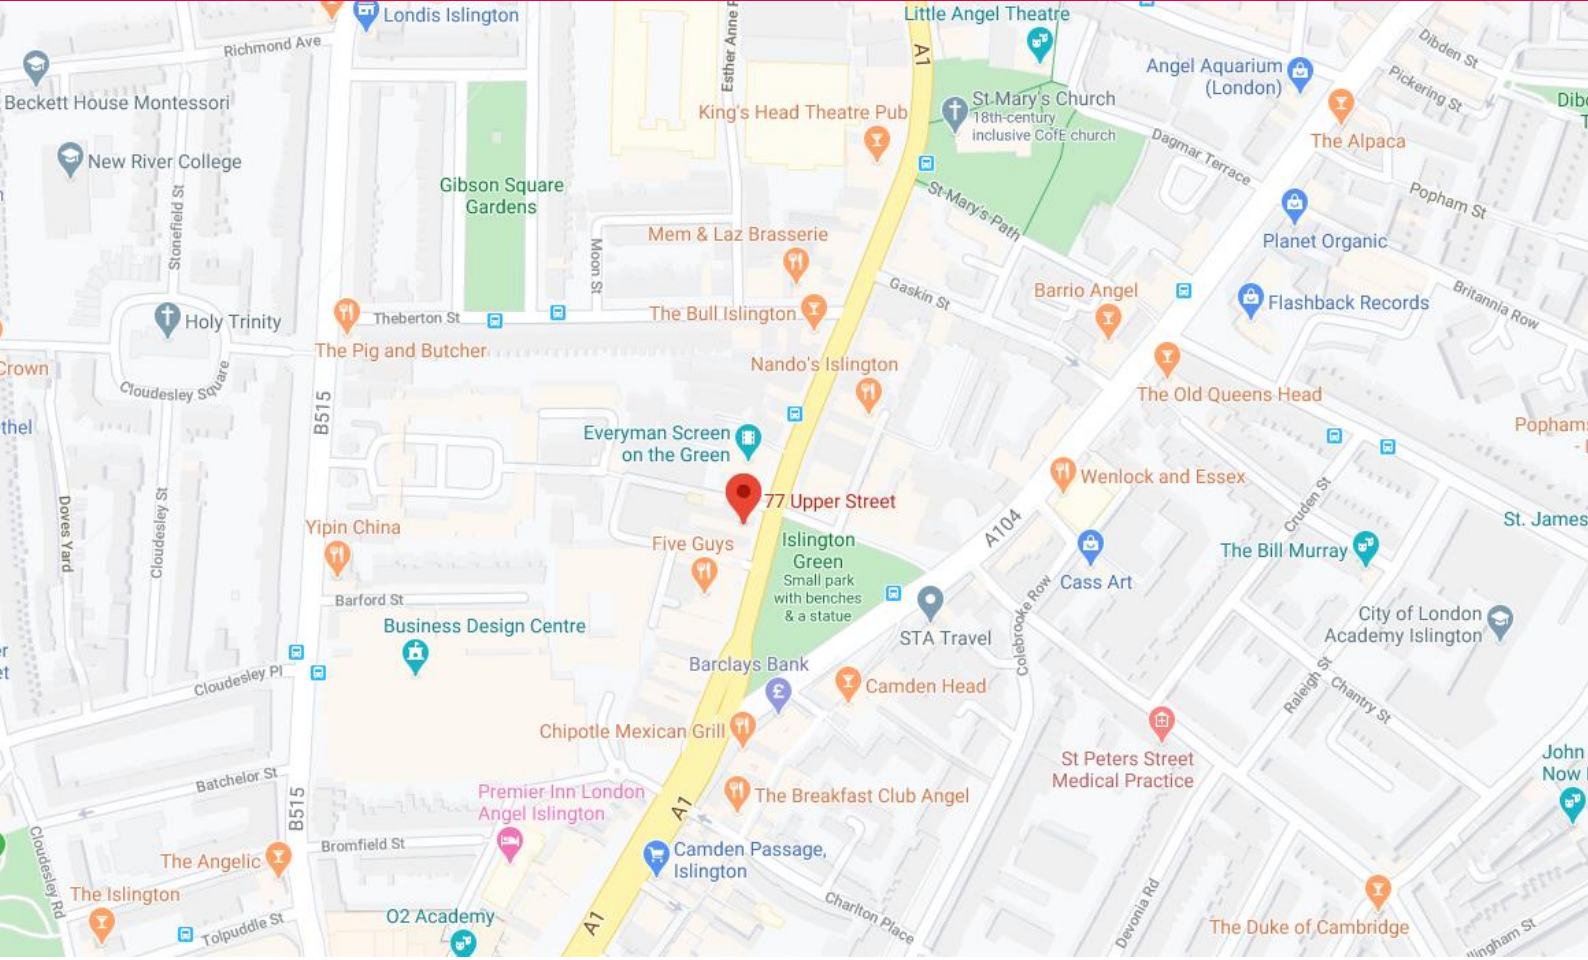 Londis Islington
Little Angel Theatre
Richmond Ave
Esther Anne
A1
Dibden St
Angel Aquarium
(London)
Pickering St
Beckett House Montessori
St Mary's Church
18th-century
inclusive CofE church
King's Head Theatre Pub
The Alpaca
Dagmar Terrace
New River College
Gibson Square
Gardens
St Mary's Path
Popham St
Stonefield St
Mem & Laz Brasserie
Planet Organic
Moon St
Gaskin St
Barrio Angel
Flashback Records
Britannia Row
Holy Trinity
Theberton St
The Bull Islington
The Pig and Butcher
Crown
Nando's Islington
Cloudesley Square
The Old Queens Head
B515
Everyman Screen
on the Green
Wenlock and Essex
77 Upper Street
Cruden St
St. James
Doves Yard
Cloudesley St
Yipin China
Five Guys
Islington
Green
Small park
with benches
& a statue
A104
The Bill Murray
Cass Art
Barford St
Business Design Centre
STA Travel
Colebrooke Row
City of London
Academy Islington
Cloudesley Pl
Barclays Bank
Camden Head
Raleigh St
Chantry St
Chipotle Mexican Grill
St Peters Street
Medical Practice
John
Now
Batchelor St
B515
Premier Inn London
Angel Islington
A1
The Breakfast Club Angel
Bromfield St
Camden Passage,
Islington
The Angelic
Cloudesley Rd
The Islington
O2 Academy
Tolpuddle St
A1
Charlton Place
Devonia Rd
The Duke of Cambridge